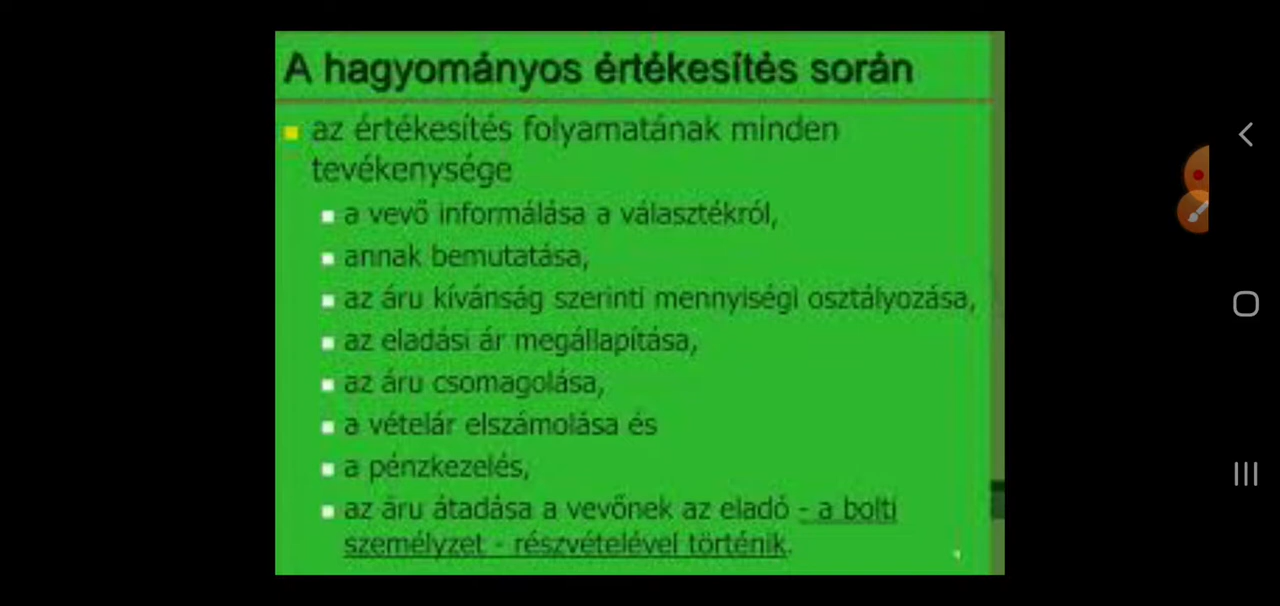 A hagyományos értékesítés során
az értékesítés folyamatának minden
tevékenysége
a vevő informálása a választékról,
annak bemutatása,
az áru kívánság szerinti mennyiségi osztályozása,
az eladási ár megállapítása,
az áru csomagolása,
a vételár elszámolása és
a pénzkezelés,
az áru átadása a vevőnek az eladó - a bolti
személyzet - részvételével történik.